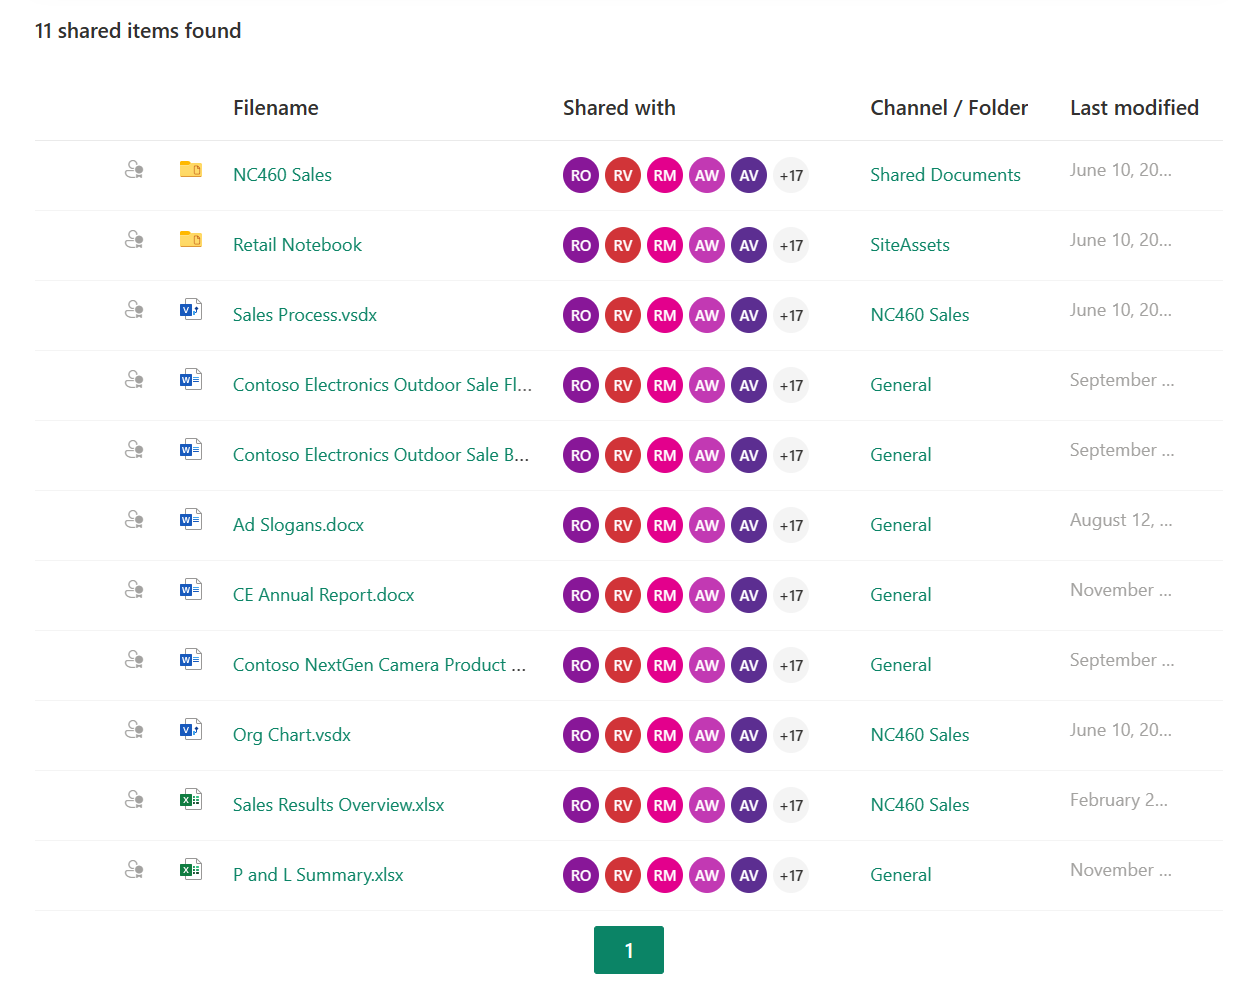 11 shared items found
Filename Shared with Channel / Folder Last modified
NC460 Sales RO RV RM AW AV +17 Shared Documents June 10, 20...
Retail Notebook RO RV RM AW AV +17 SiteAssets June 10, 20...
Sales Process.vsdx RO RV RM AW AV +17 NC460 Sales June 10, 20...
Contoso Electronics Outdoor Sale Fl... RO RV RM AW AV +17 General September ...
Contoso Electronics Outdoor Sale B... RO RV RM AW AV +17 General September ...
Ad Slogans.docx RO RV RM AW AV +17 General August 12, ...
CE Annual Report.docx RO RV RM AW AV +17 General November ...
Contoso NextGen Camera Product ... RO RV RM AW AV +17 General September ...
Org Chart.vsdx RO RV RM AW AV +17 NC460 Sales June 10, 20...
Sales Results Overview.xlsx RO RV RM AW AV +17 NC460 Sales February 2...
P and L Summary.xlsx RO RV RM AW AV +17 General November ...
1